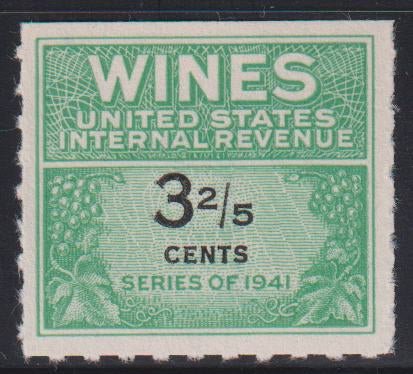 WINES
UNITED STATES
INTERNAL REVENUE
3 2/5
CENTS
SERIES OF 1941